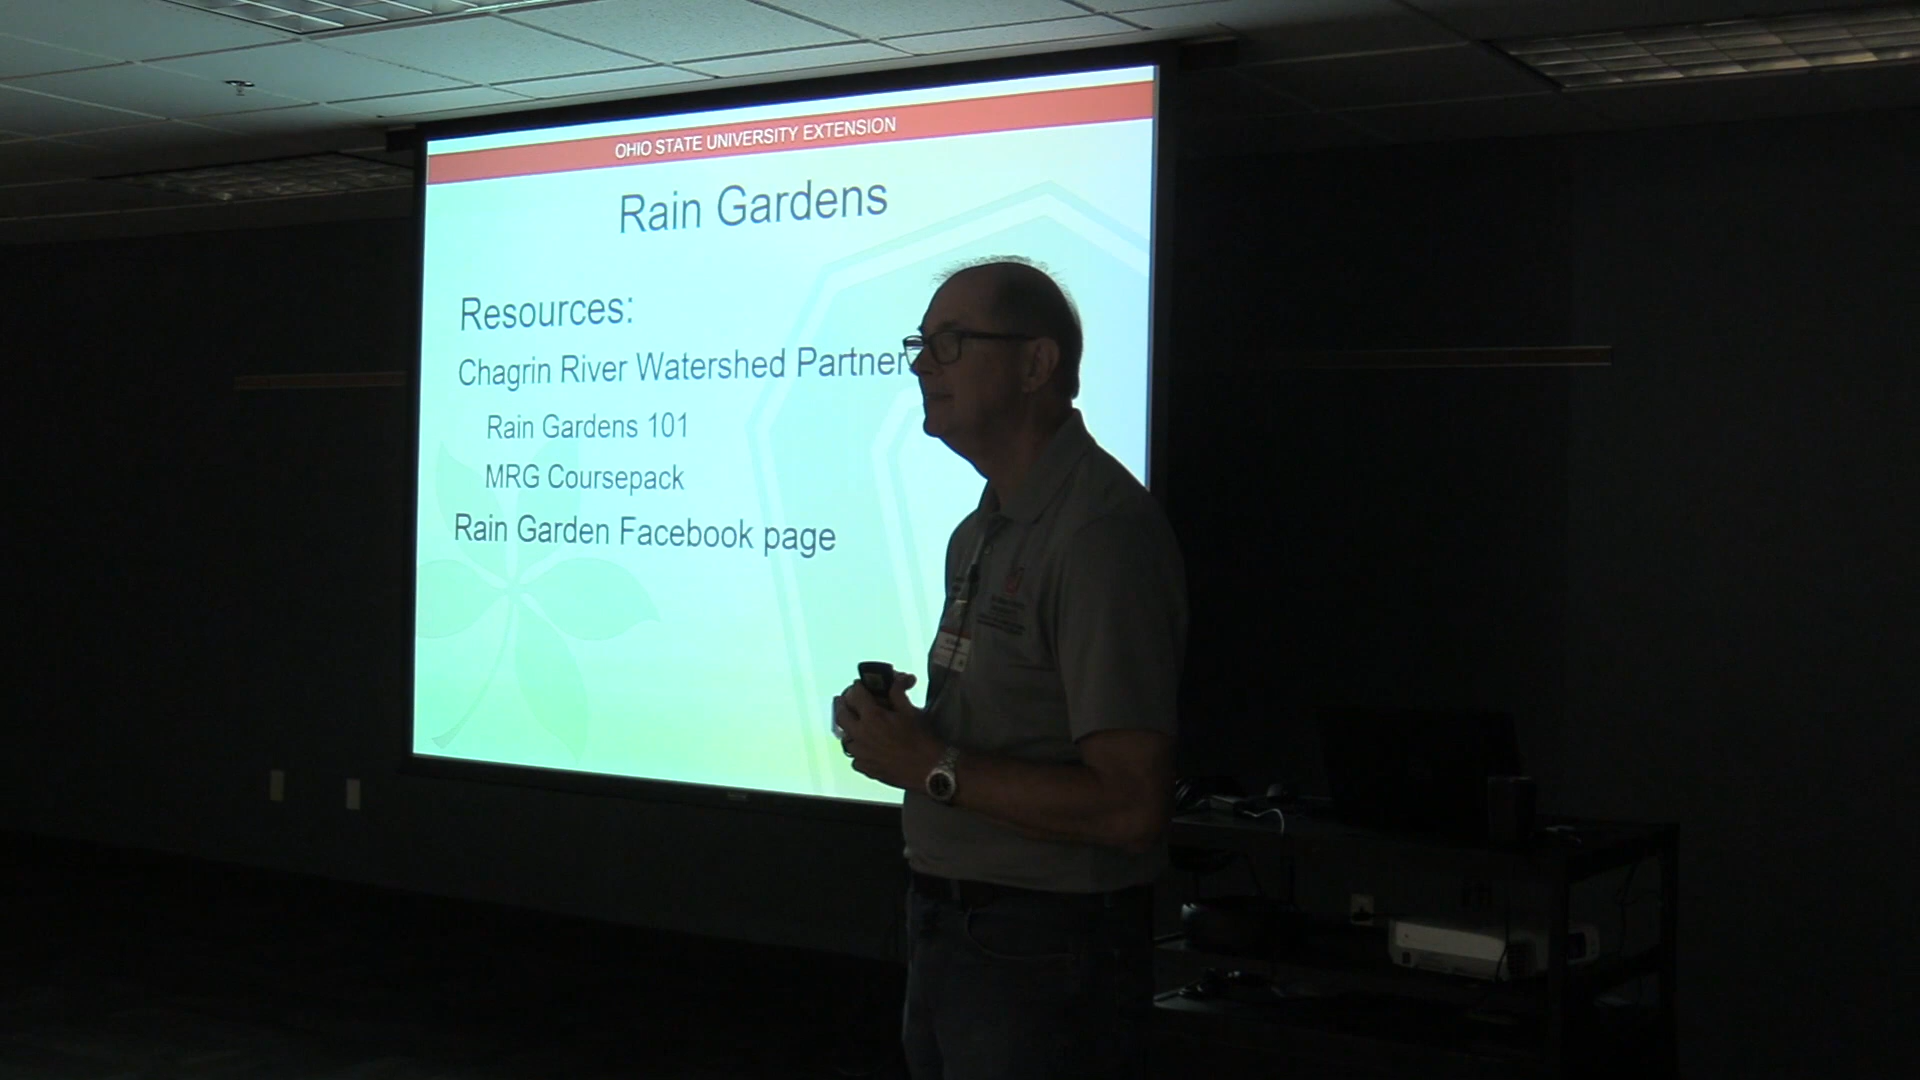 OHIO STATE UNIVERSITY EXTENSION
Rain Gardens
Resources:
Chagrin River Watershed Partner
Rain Gardens 101
MRG Coursepack
Rain Garden Facebook page